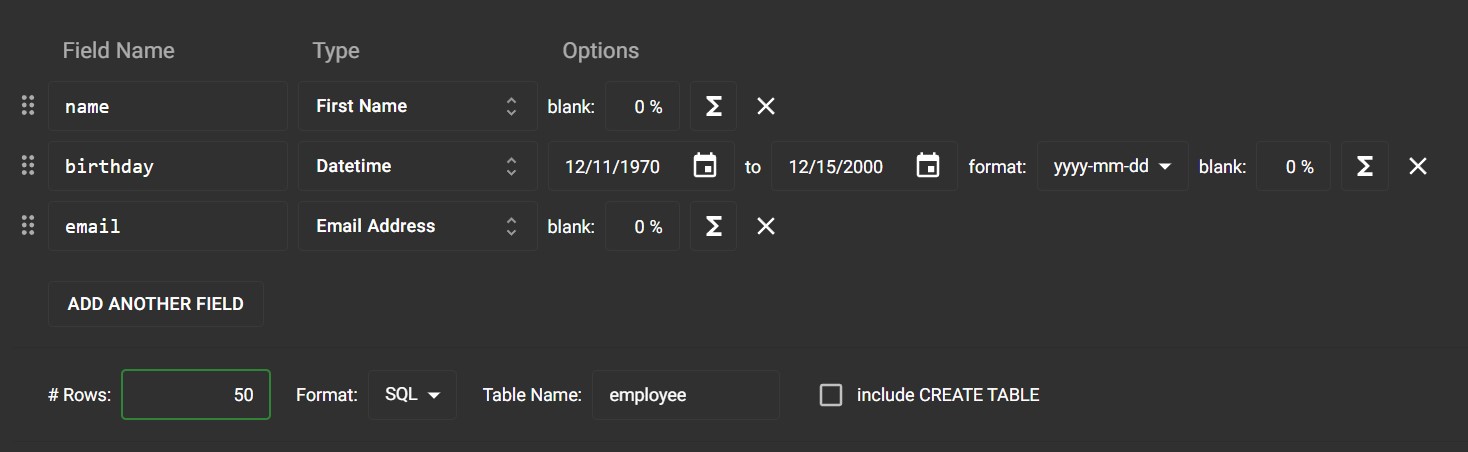 Field Name Type Options
name First Name blank: 0 % Σ
birthday Datetime 12/11/1970 to 12/15/2000 format: yyyy-mm-dd blank: 0 % Σ
email Email Address blank: 0 % Σ
ADD ANOTHER FIELD
# Rows: 50 Format: SQL Table Name: employee include CREATE TABLE